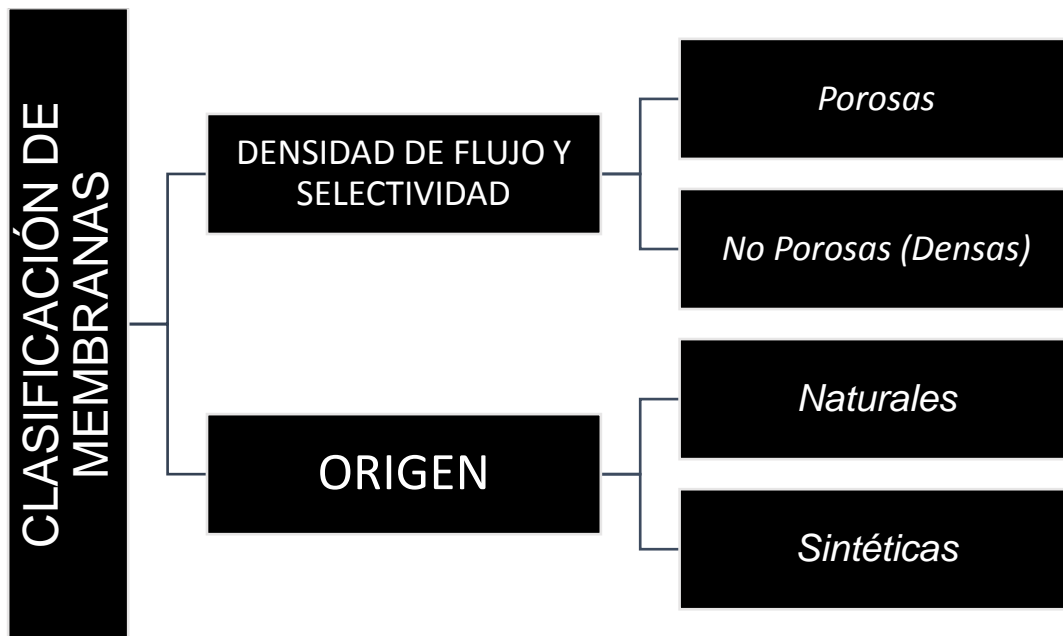 CLASIFICACIÓN DE
MEMBRANAS
DENSIDAD DE FLUJO Y
SELECTIVIDAD
Porosas
No Porosas (Densas)
ORIGEN
Naturales
Sintéticas